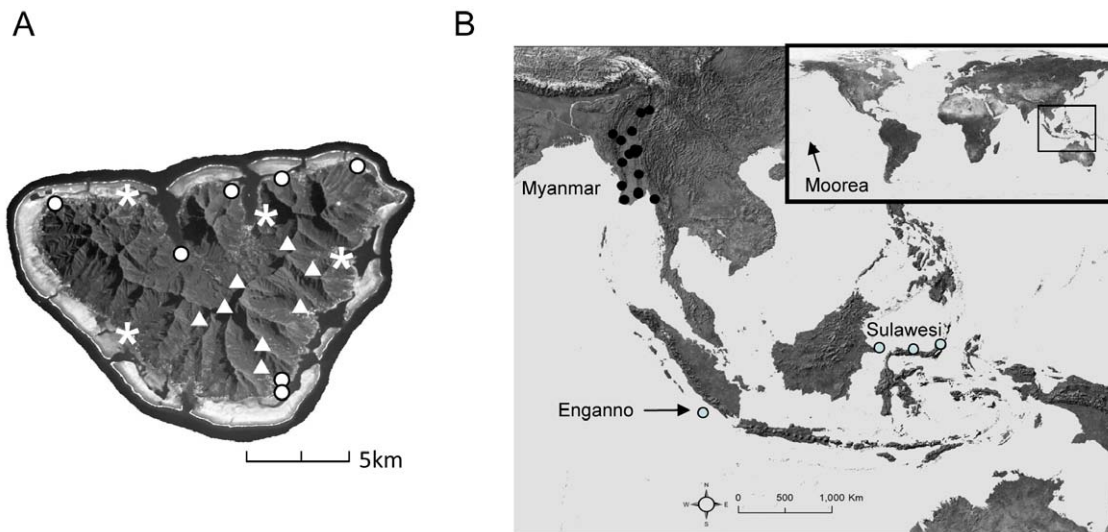 A
B
Moorea
Myanmar
Sulawesi
Enganno
5km
N
W E
S
0 500 1,000 Km